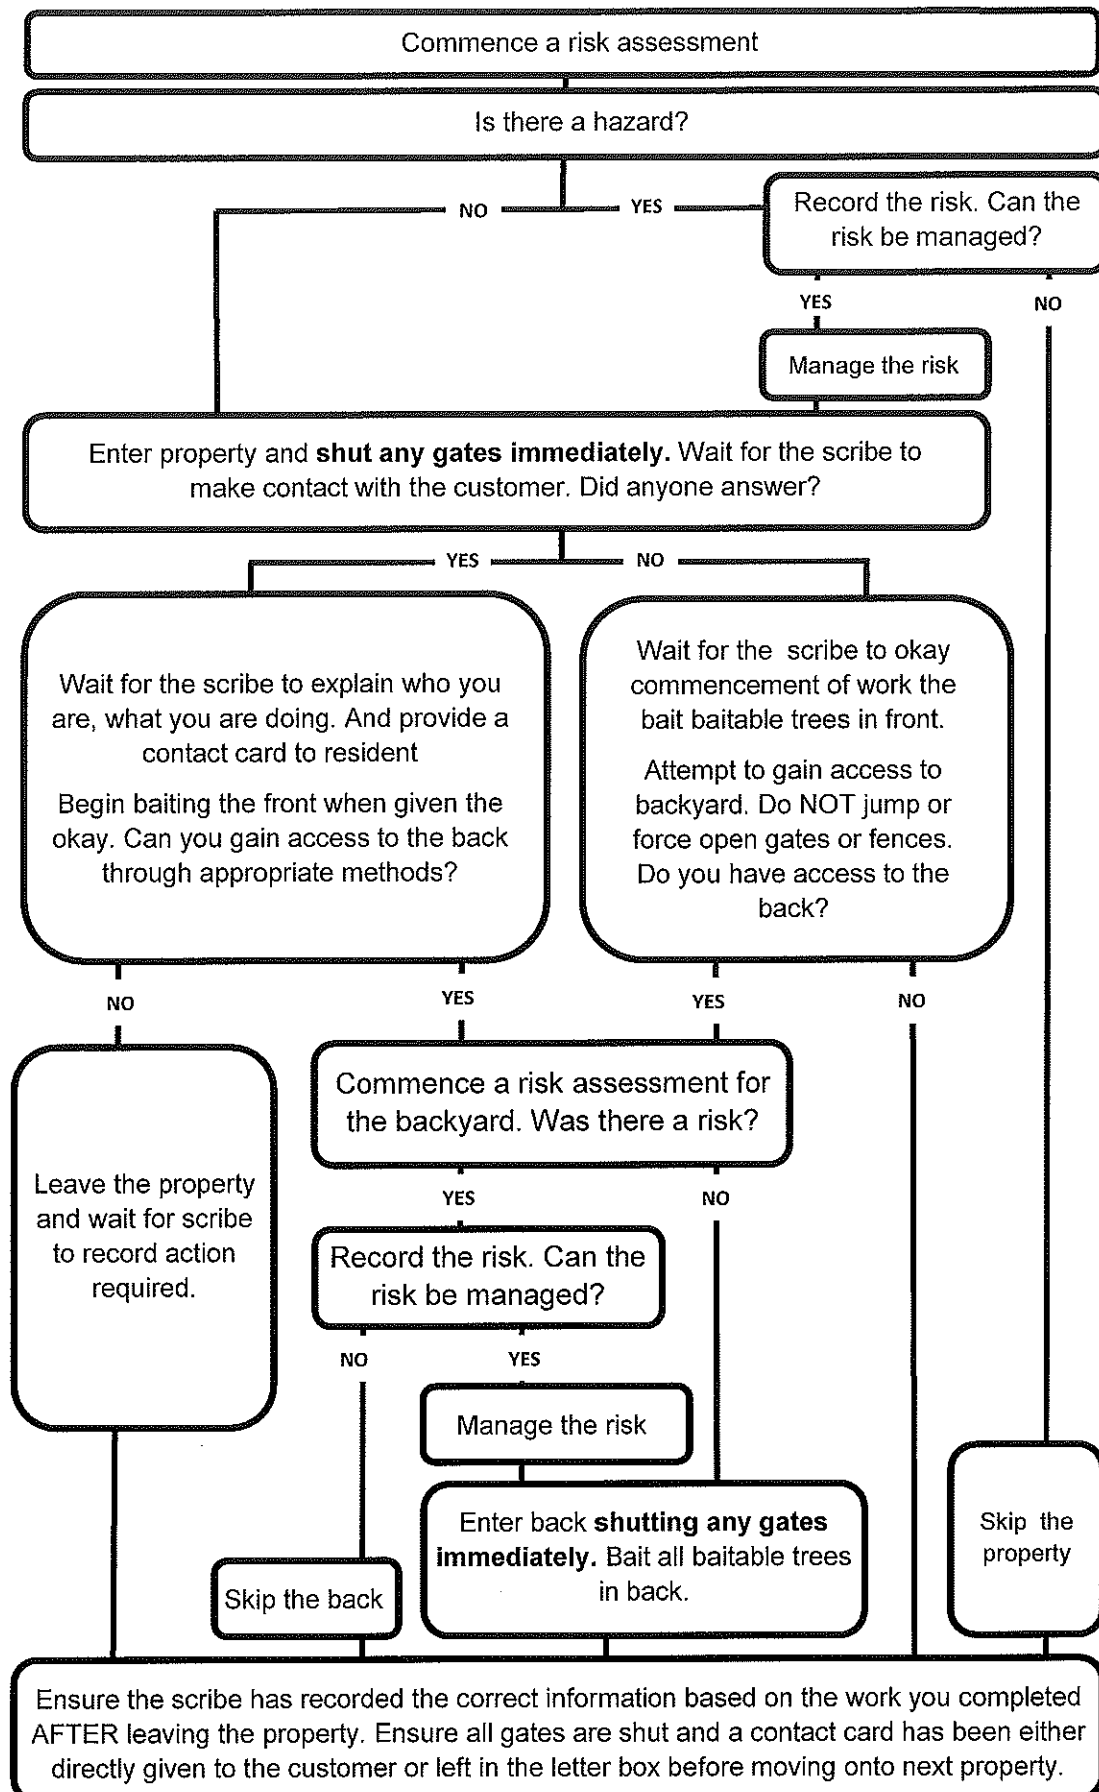 Commence a risk assessment
Is there a hazard?
NO
YES
Record the risk. Can the
risk be managed?
YES
NO
Manage the risk
Enter property and shut any gates immediately. Wait for the scribe to
make contact with the customer. Did anyone answer?
YES
NO
Wait for the scribe to explain who you
are, what you are doing. And provide a
contact card to resident
Begin baiting the front when given the
okay. Can you gain access to the back
through appropriate methods?
Wait for the scribe to okay
commencement of work the
bait baitable trees in front.
Attempt to gain access to
backyard. Do NOT jump or
force open gates or fences.
Do you have access to the
back?
NO
YES
YES
NO
Commence a risk assessment for
the backyard. Was there a risk?
Leave the property
and wait for scribe
to record action
required.
YES
NO
Record the risk. Can the
risk be managed?
NO
YES
Manage the risk
Enter back shutting any gates
immediately. Bait all baitable trees
in back.
Skip the
property
Skip the back
Ensure the scribe has recorded the correct information based on the work you completed
AFTER leaving the property. Ensure all gates are shut and a contact card has been either
directly given to the customer or left in the letter box before moving onto next property.